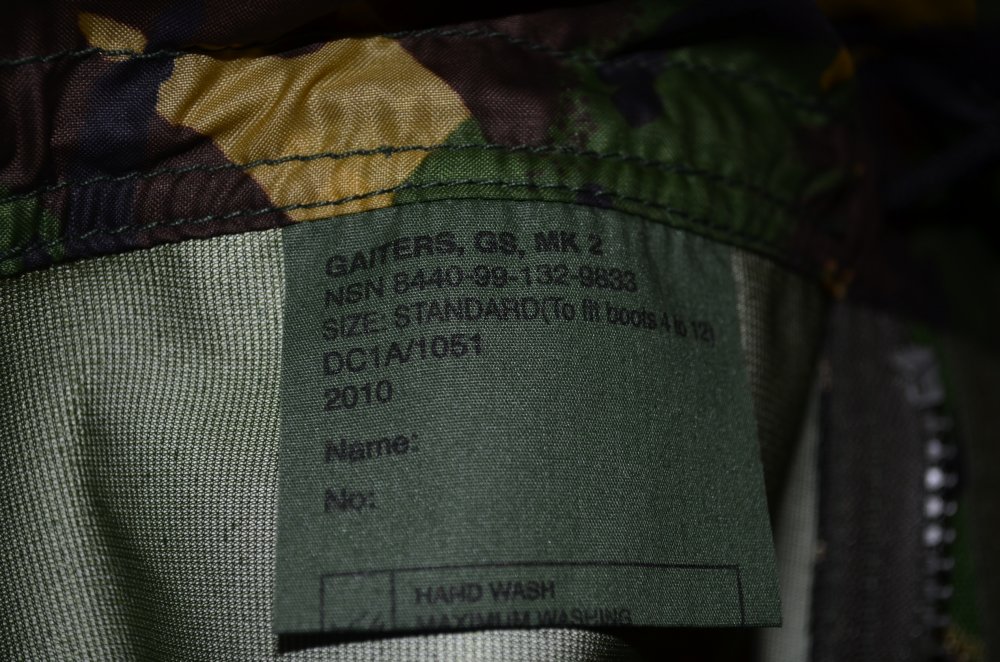 GAITERS, GS, MK 2
NSN 8440-99-132-9833
SIZE: STANDARD(To fit boots 4 to 12)
DC1A/1051
2010
Name:
No:
HAND WASH
MAXIMUM WASHING